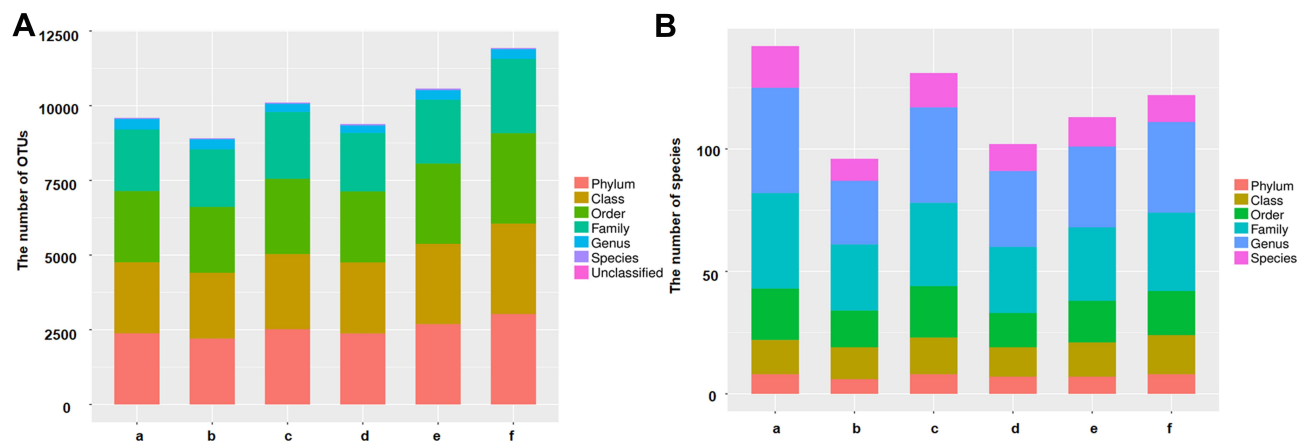 A
The number of OTUs
12500
10000
7500
5000
2500
0
a b c d e f
Phylum
Class
Order
Family
Genus
Species
Unclassified
B
The number of species
100
50
0
a b c d e f
Phylum
Class
Order
Family
Genus
Species